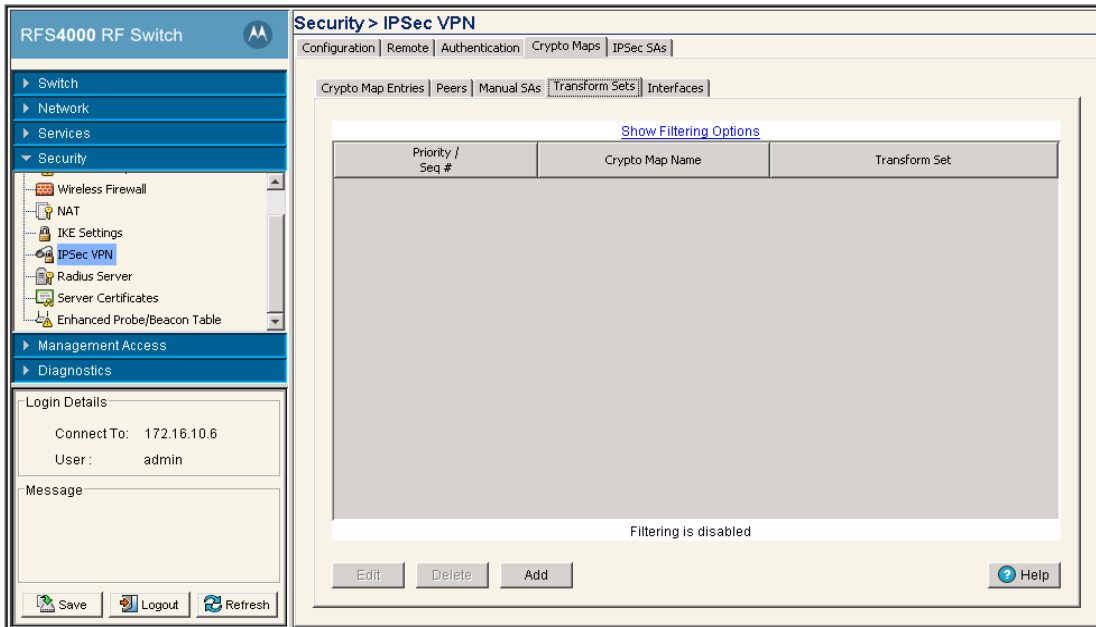 RFS4000 RF Switch
Switch
Network
Services
Security
Wireless Firewall
NAT
IKE Settings
IPSec VPN
Radius Server
Server Certificates
Enhanced Probe/Beacon Table
Management Access
Diagnostics
Login Details
Connect To: 172.16.10.6
User : admin
Message
Save Logout Refresh
Security > IPSec VPN
Configuration Remote Authentication Crypto Maps IPSec SAs
Crypto Map Entries Peers Manual SAs Transform Sets Interfaces
Show Filtering Options
Priority /
Seq # Crypto Map Name Transform Set
Filtering is disabled
Edit Delete Add Help